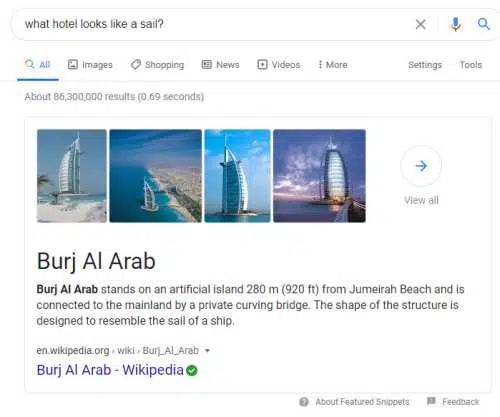 what hotel looks like a sail?
All Images Shopping News Videos More Settings Tools
About 86,300,000 results (0.69 seconds)
View all
Burj Al Arab
Burj Al Arab stands on an artificial island 280 m (920 ft) from Jumeirah Beach and is
connected to the mainland by a private curving bridge. The shape of the structure is
designed to resemble the sail of a ship.
en.wikipedia.org › wiki › Burj_Al_Arab
Burj Al Arab - Wikipedia
About Featured Snippets Feedback